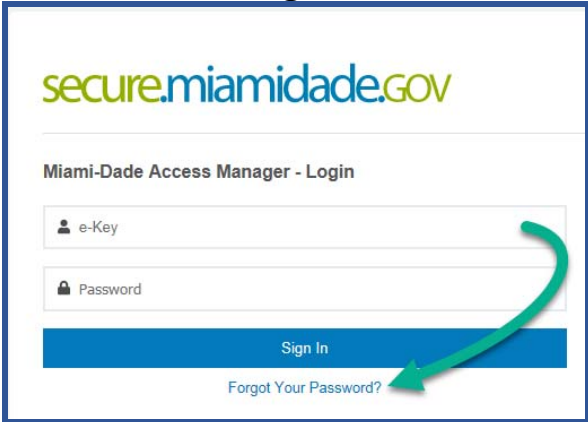 secure.miamidade.GOV
Miami-Dade Access Manager - Login
e-Key
Password
Sign In
Forgot Your Password?